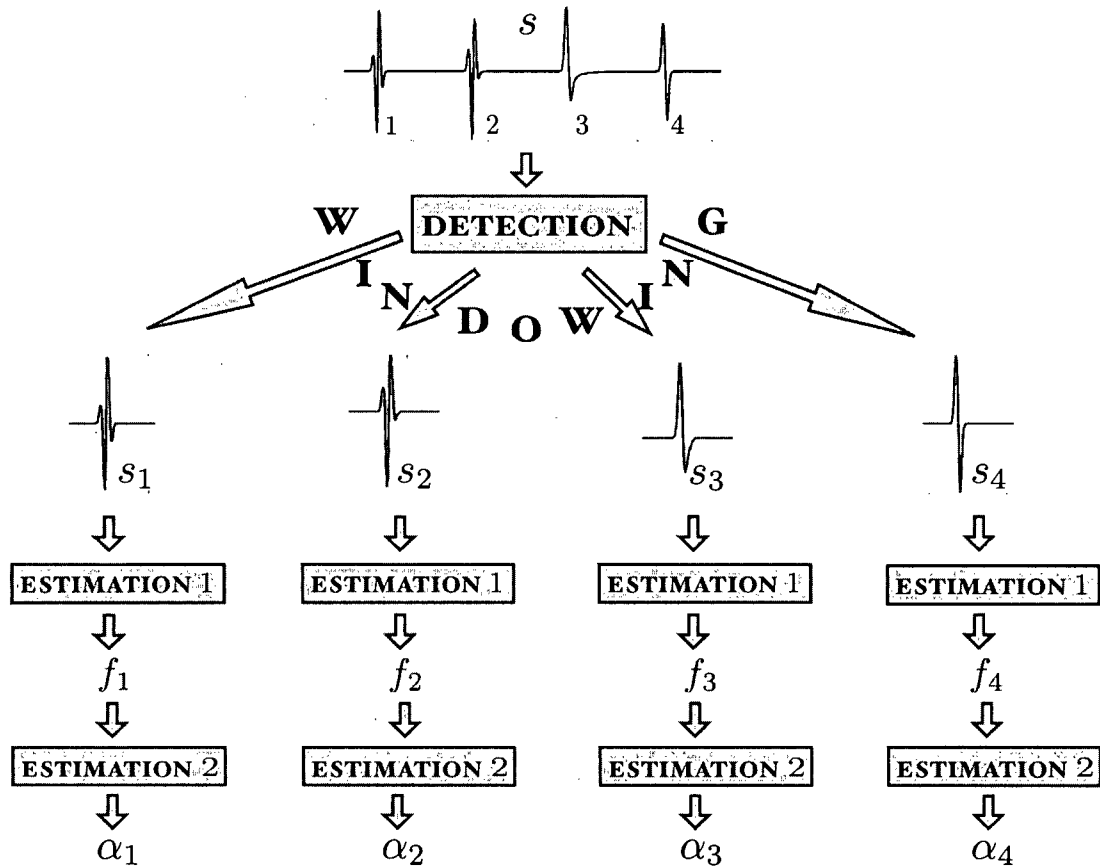 s
1 2 3 4
DETECTION
WINDOWING
s₁ s₂ s₃ s₄
ESTIMATION 1 ESTIMATION 1 ESTIMATION 1 ESTIMATION 1
f₁ f₂ f₃ f₄
ESTIMATION 2 ESTIMATION 2 ESTIMATION 2 ESTIMATION 2
α₁ α₂ α₃ α₄